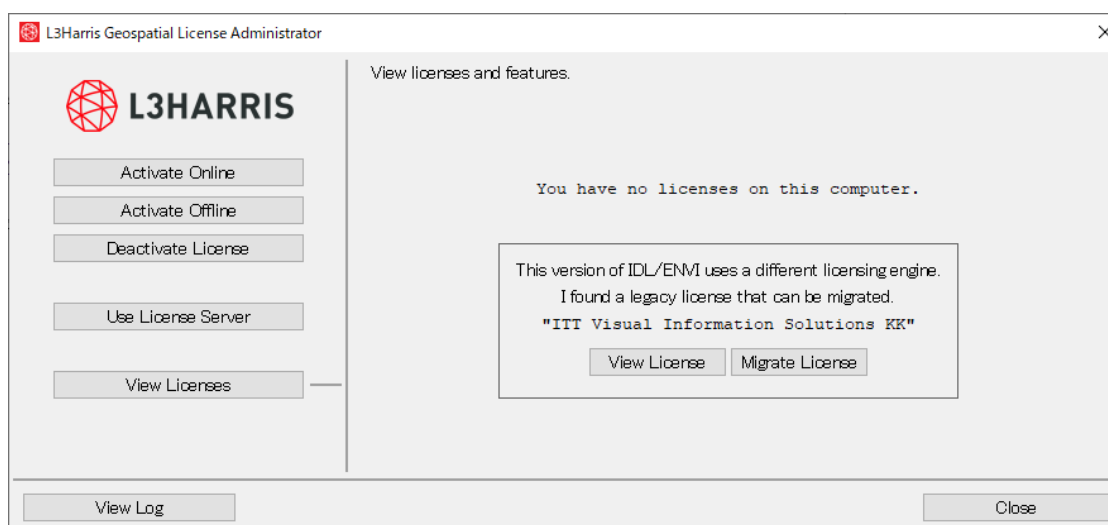 L3Harris Geospatial License Administrator
L3HARRIS
Activate Online
Activate Offline
Deactivate License
Use License Server
View Licenses
View licenses and features.
You have no licenses on this computer.
This version of IDL/ENVI uses a different licensing engine.
I found a legacy license that can be migrated.
"ITT Visual Information Solutions KK"
View License
Migrate License
View Log
Close